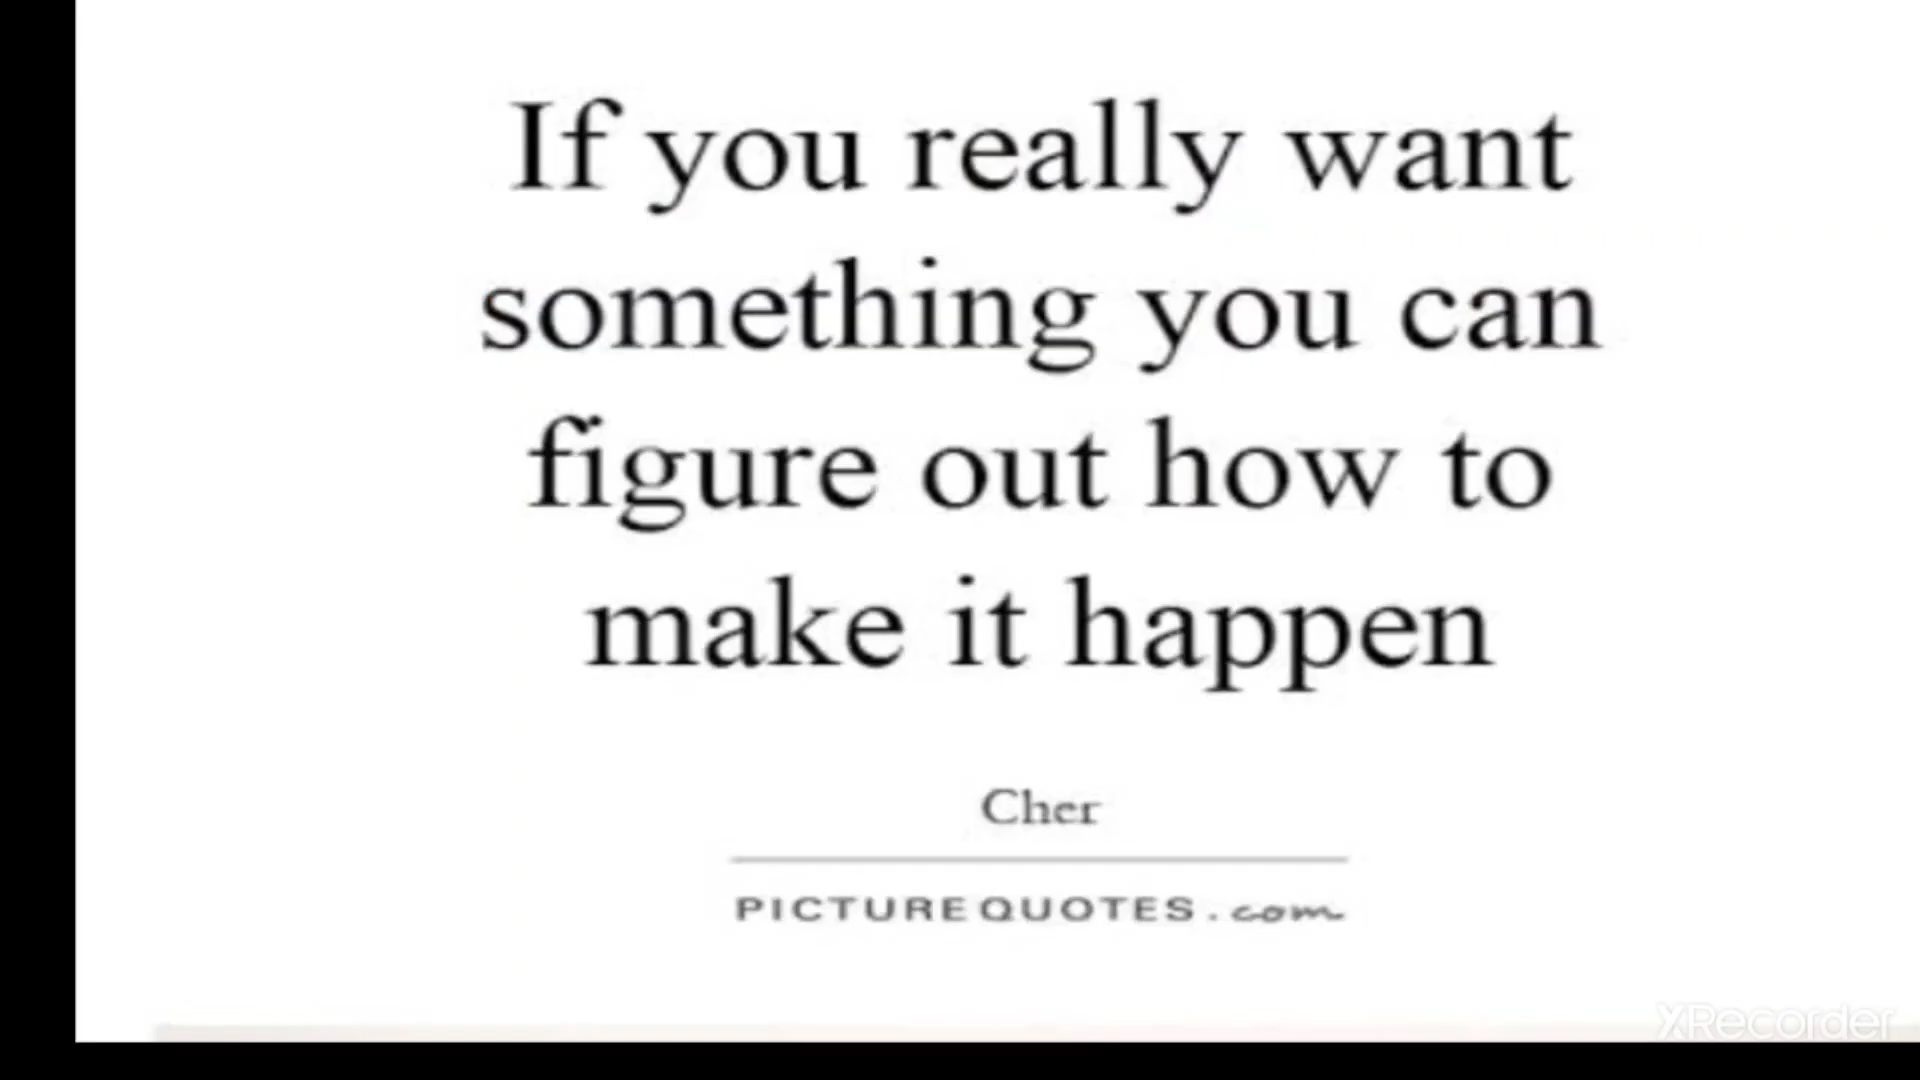 If you really want
something you can
figure out how to
make it happen
Cher
PICTUREQUOTES.com
XRecorder